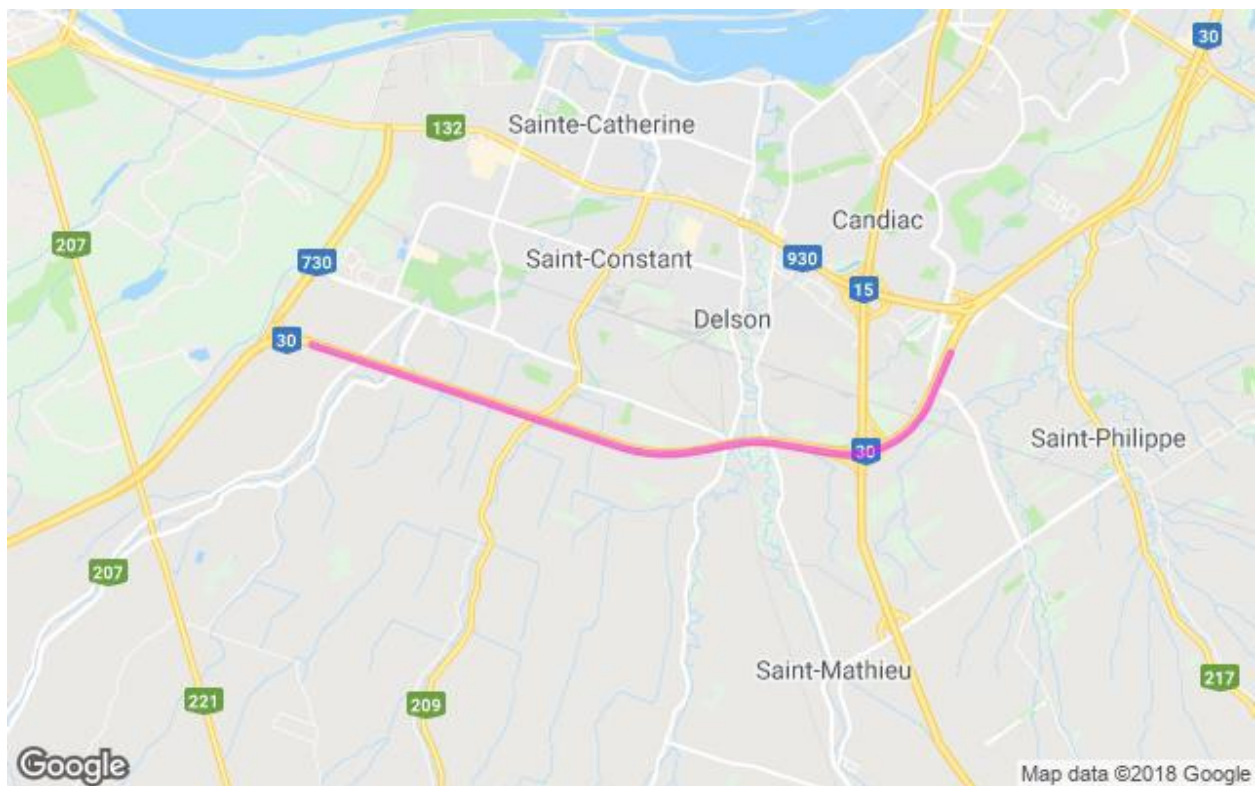 30
132
Sainte-Catherine
207
Candiac
730
Saint-Constant
930
15
Delson
30
Saint-Philippe
30
207
Saint-Mathieu
221
209
217
Google
Map data ©2018 Google